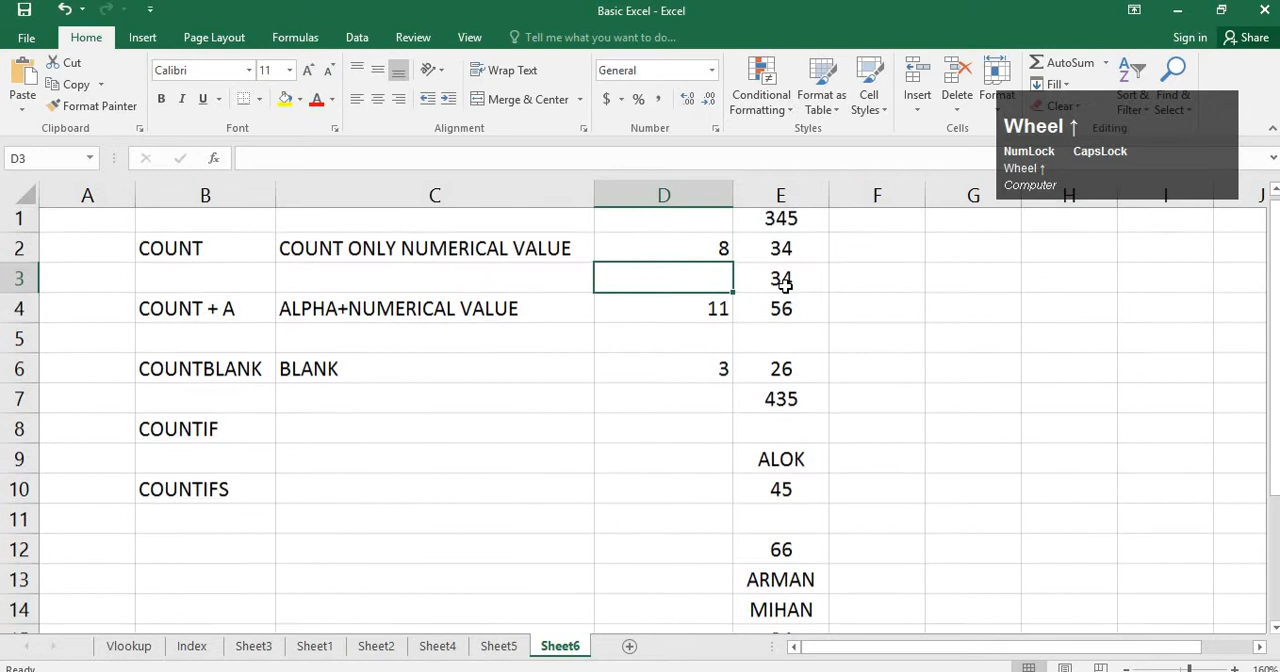 Basic Excel - Excel
File Home Insert Page Layout Formulas Data Review View Tell me what you want to do... Sign in Share
Paste Cut Calibri 11 Wrap Text General Conditional Formatting Format as Table Cell Styles Insert Delete Format AutoSum Sort & Filter Find & Select
Copy Fill
Format Painter B I U A Merge & Center $ % , Clear
Clipboard Font Alignment Number Styles Cells Editing
Wheel ↑
NumLock CapsLock
Wheel ↑
Computer
D3 fx
A B C D E F G H I J
1 345
2 COUNT COUNT ONLY NUMERICAL VALUE 8 34
3 34
4 COUNT + A ALPHA+NUMERICAL VALUE 11 56
5
6 COUNTBLANK BLANK 3 26
7 435
8 COUNTIF
9 ALOK
10 COUNTIFS 45
11
12 66
13 ARMAN
14 MIHAN
Vlookup Index Sheet3 Sheet1 Sheet2 Sheet4 Sheet5 Sheet6
Ready 160%